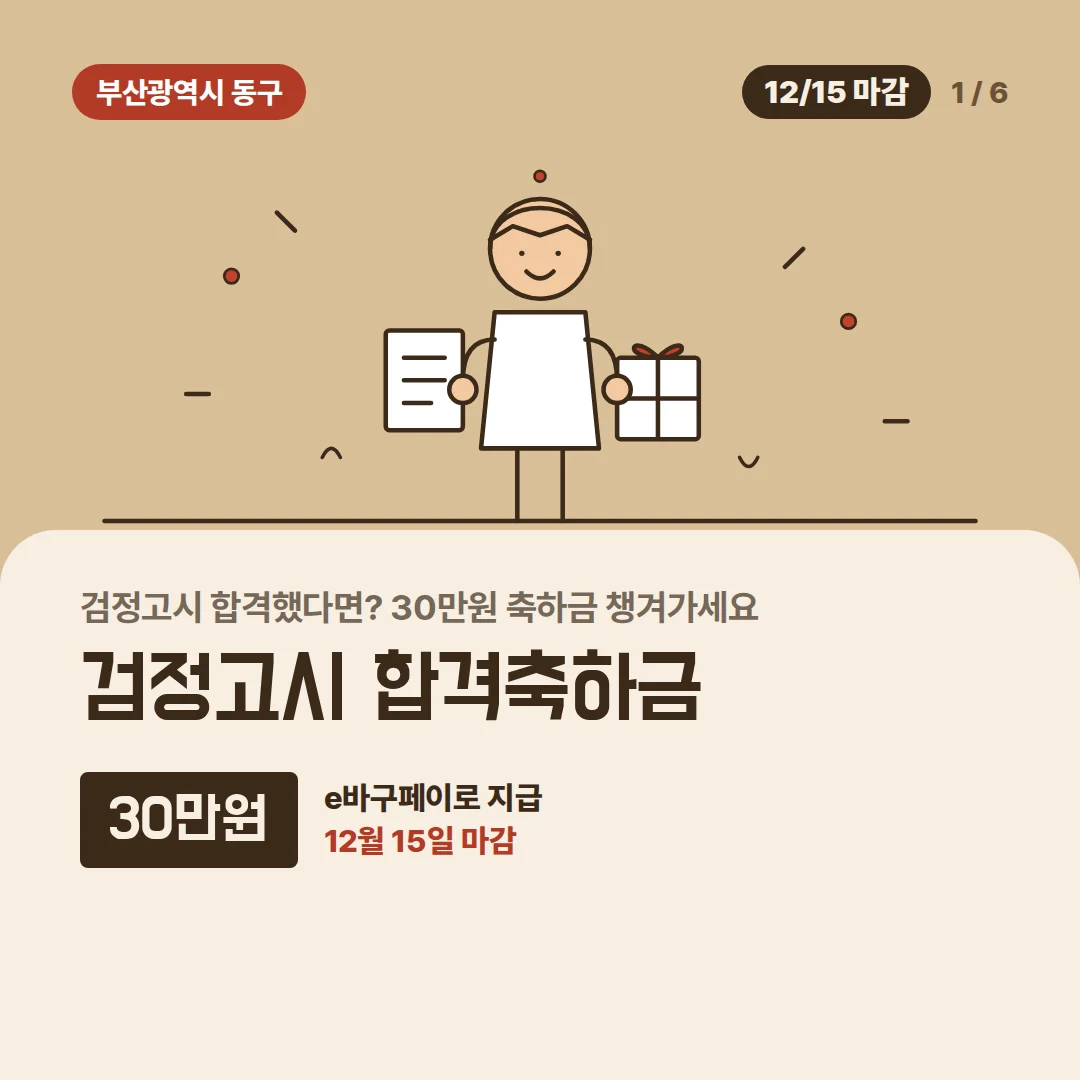 부산광역시 동구
12/15 마감
1 / 6
검정고시 합격했다면? 30만원 축하금 챙겨가세요
검정고시 합격축하금
30만원
e바구페이로 지급
12월 15일 마감